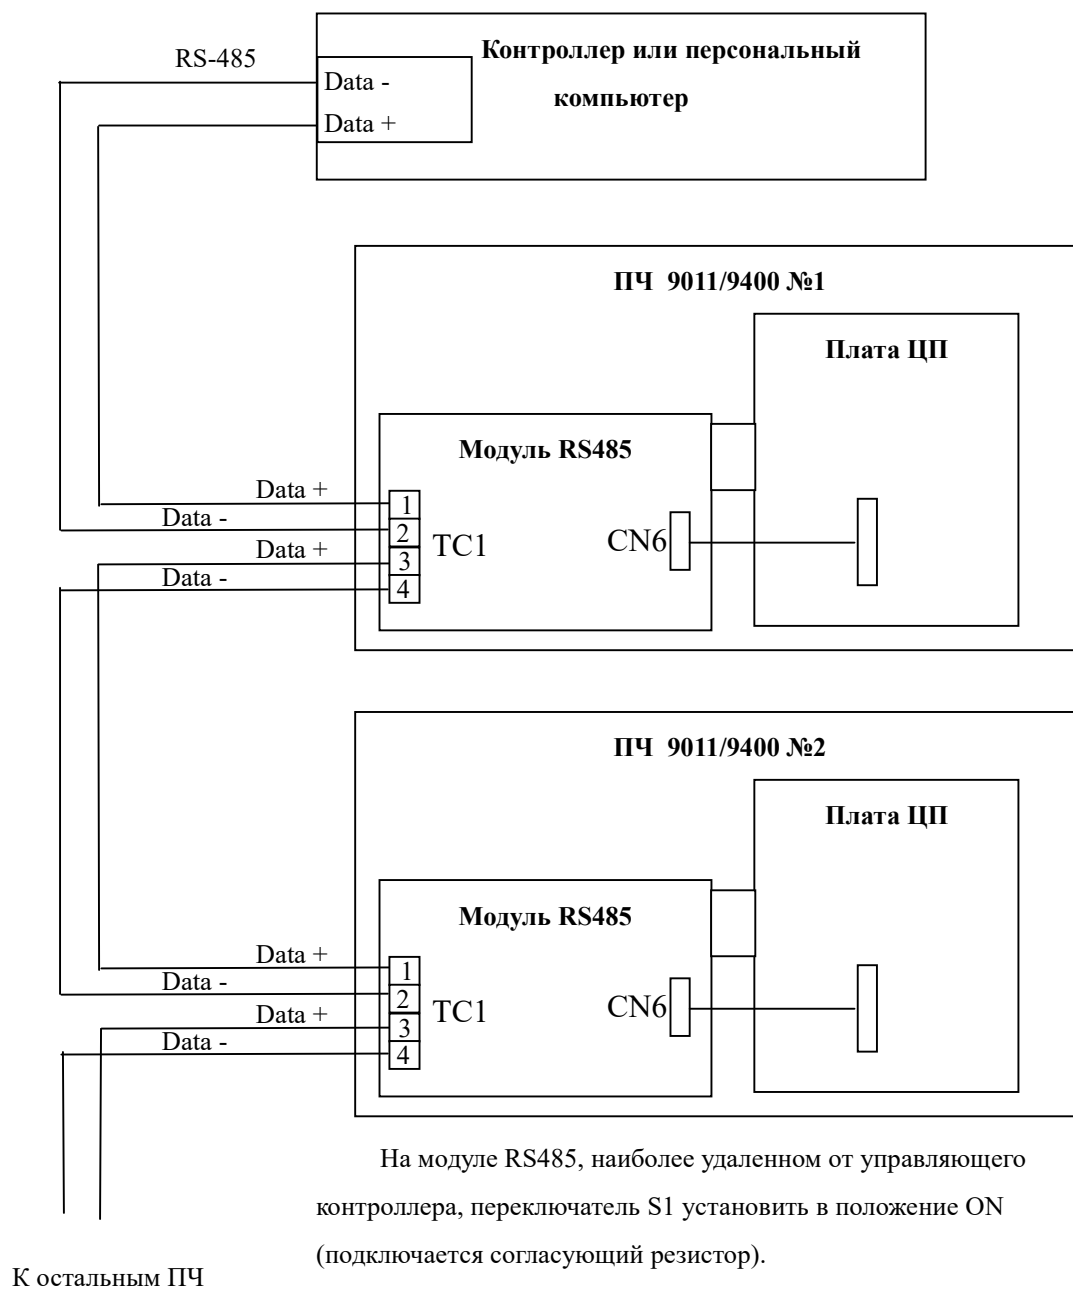 RS-485
Контроллер или персональный
компьютер
Data -
Data +
ПЧ 9011/9400 №1
Плата ЦП
Модуль RS485
Data +
1
Data -
2
TC1
CN6
Data +
3
Data -
4
ПЧ 9011/9400 №2
Плата ЦП
Модуль RS485
Data +
1
Data -
2
TC1
CN6
Data +
3
Data -
4
На модуле RS485, наиболее удаленном от управляющего
контроллера, переключатель S1 установить в положение ON
(подключается согласующий резистор).
К остальным ПЧ